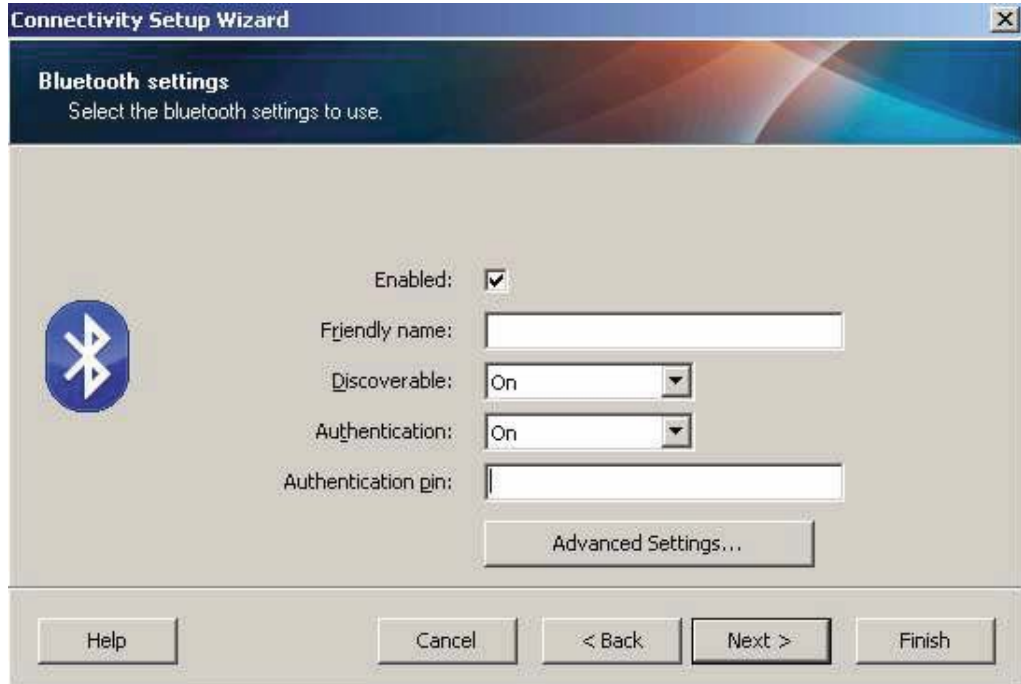 Connectivity Setup Wizard
Bluetooth settings
Select the bluetooth settings to use.
Enabled:
Friendly name:
Discoverable: On
Authentication: On
Authentication pin:
Advanced Settings...
Help Cancel < Back Next > Finish